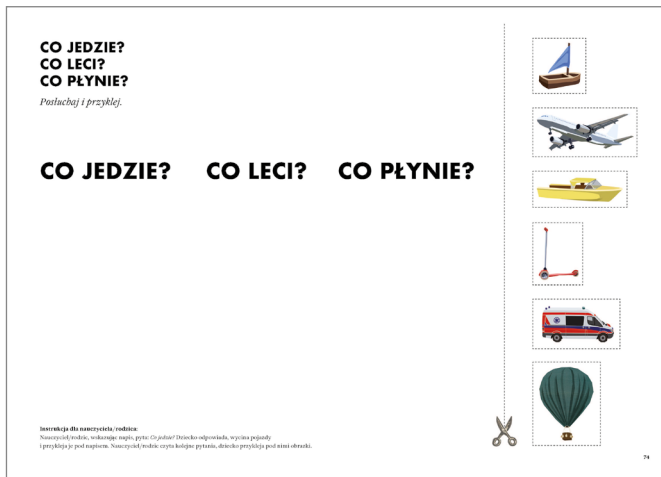 CO JEDZIE?
CO LECI?
CO PŁYNIE?
Posłuchaj i przyklej.
CO JEDZIE?
CO LECI?
CO PŁYNIE?
Instrukcja dla nauczyciela/rodzica:
Nauczyciel/rodzic, wskazując napis, pyta: Co jedzie? Dziecko odpowiada, wycina pojazdy
i przykleja je pod napisem. Nauczyciel/rodzic czyta kolejne pytania, dziecko przykleja pod nimi obrazki.
74